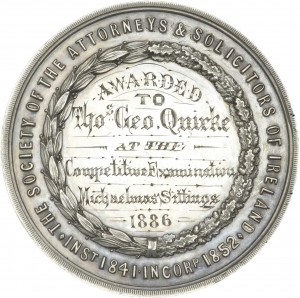 THE SOCIETY OF THE ATTORNEYS & SOLICITORS OF IRELAND
INST 1841 INCORP 1852
AWARDED
TO
Thos. Geo. Quirke
AT THE
Competitive Examination
Michaelmas Sittings
1886